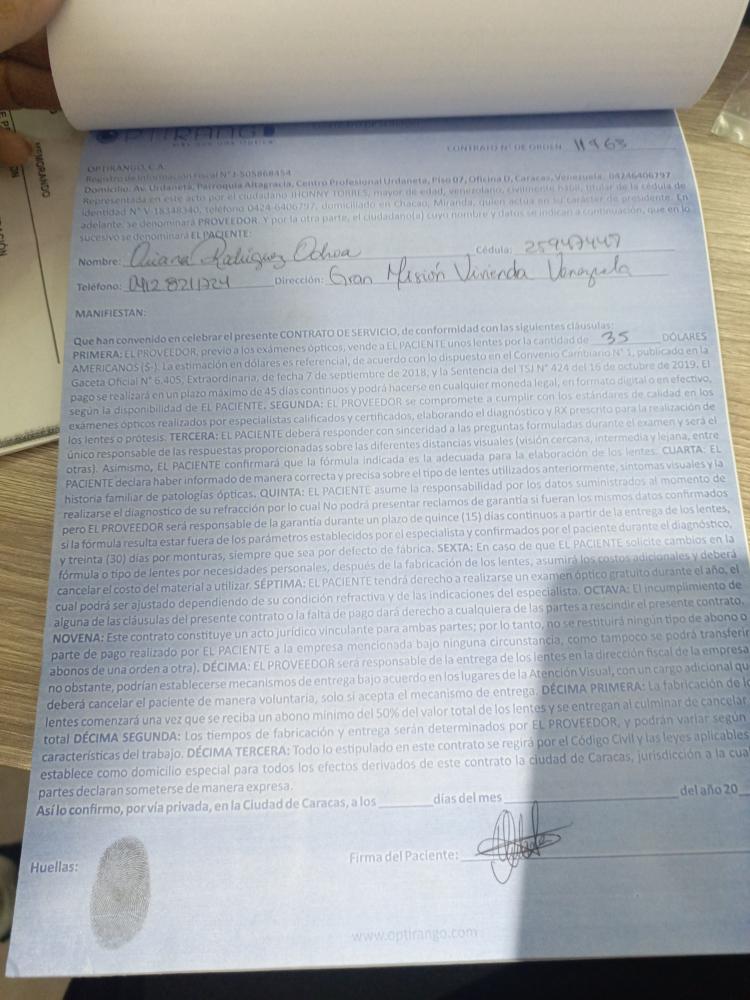 OPTIRANGO
CONTRATO N° DE ORDEN 11963
OPTIRANGO, C.A.
Registro de Información Fiscal N° J-505868454
Domicilio: Av. Urdaneta, Parroquia Altagracia, Centro Profesional Urdaneta, Piso 07, Oficina D, Caracas, Venezuela. 04246406797
Representada en este acto por el ciudadano JHONNY TORRES, mayor de edad, venezolano, civilmente hábil, titular de la cédula de
identidad N° V 18348340, teléfono 0424-6406797, domiciliado en Chacao, Miranda, quien actua en su carácter de presidente. En
adelante, se denominará PROVEEDOR. Y por la otra parte, el ciudadano(a) cuyo nombre y datos se indican a continuación, que en lo
sucesivo se denominará EL PACIENTE:
Nombre: Oriana Rodriguez Ochoa Cédula: 25947449
Teléfono: 0412 8211224 Dirección: Gran Misión Vivienda Venezuela
MANIFIESTAN:
Que han convenido en celebrar el presente CONTRATO DE SERVICIO, de conformidad con las siguientes cláusulas:
PRIMERA: EL PROVEEDOR, previo a los exámenes ópticos, vende a EL PACIENTE unos lentes por la cantidad de 35 DÓLARES
AMERICANOS ($-). La estimación en dólares es referencial, de acuerdo con lo dispuesto en el Convenio Cambiario N° 1, publicado en la
Gaceta Oficial N° 6.405, Extraordinaria, de fecha 7 de septiembre de 2018, y la Sentencia del TSJ N° 424 del 16 de octubre de 2019. El
pago se realizará en un plazo máximo de 45 días continuos y podrá hacerse en cualquier moneda legal, en formato digital o en efectivo,
según la disponibilidad de EL PACIENTE. SEGUNDA: EL PROVEEDOR se compromete a cumplir con los estándares de calidad en los
exámenes ópticos realizados por especialistas calificados y certificados, elaborando el diagnóstico y RX prescrito para la realización de
los lentes o prótesis. TERCERA: EL PACIENTE deberá responder con sinceridad a las preguntas formuladas durante el examen y será el
único responsable de las respuestas proporcionadas sobre las diferentes distancias visuales (visión cercana, intermedia y lejana, entre
otras). Asimismo, EL PACIENTE confirmará que la fórmula indicada es la adecuada para la elaboración de los lentes. CUARTA: EL
PACIENTE declara haber informado de manera correcta y precisa sobre el tipo de lentes utilizados anteriormente, síntomas visuales y la
historia familiar de patologías ópticas. QUINTA: EL PACIENTE asume la responsabilidad por los datos suministrados al momento de
realizarse el diagnostico de su refracción por lo cual No podrá presentar reclamos de garantía si fueran los mismos datos confirmados
pero EL PROVEEDOR será responsable de la garantía durante un plazo de quince (15) días continuos a partir de la entrega de los lentes,
si la fórmula resulta estar fuera de los parámetros establecidos por el especialista y confirmados por el paciente durante el diagnóstico,
y treinta (30) días por monturas, siempre que sea por defecto de fábrica. SEXTA: En caso de que EL PACIENTE solicite cambios en la
fórmula o tipo de lentes por necesidades personales, después de la fabricación de los lentes, asumirá los costos adicionales y deberá
cancelar el costo del material a utilizar. SÉPTIMA: EL PACIENTE tendrá derecho a realizarse un examen óptico gratuito durante el año, el
cual podrá ser ajustado dependiendo de su condición refractiva y de las indicaciones del especialista. OCTAVA: El incumplimiento de
alguna de las cláusulas del presente contrato o la falta de pago dará derecho a cualquiera de las partes a rescindir el presente contrato.
NOVENA: Este contrato constituye un acto jurídico vinculante para ambas partes; por lo tanto, no se restituirá ningún tipo de abono o
parte de pago realizado por EL PACIENTE a la empresa mencionada bajo ninguna circunstancia, como tampoco se podrá transferir
abonos de una orden a otra). DÉCIMA: EL PROVEEDOR será responsable de la entrega de los lentes en la dirección fiscal de la empresa
no obstante, podrían establecerse mecanismos de entrega bajo acuerdo en los lugares de la Atención Visual, con un cargo adicional qu
deberá cancelar el paciente de manera voluntaria, solo si acepta el mecanismo de entrega. DÉCIMA PRIMERA: La fabricación de lo
lentes comenzará una vez que se reciba un abono mínimo del 50% del valor total de los lentes y se entregan al culminar de cancelar
total DÉCIMA SEGUNDA: Los tiempos de fabricación y entrega serán determinados por EL PROVEEDOR, y podrán variar según
características del trabajo. DÉCIMA TERCERA: Todo lo estipulado en este contrato se regirá por el Código Civil y las leyes aplicables
establece como domicilio especial para todos los efectos derivados de este contrato la ciudad de Caracas, jurisdicción a la cua
partes declaran someterse de manera expresa.
Así lo confirmo, por vía privada, en la Ciudad de Caracas, a los ______ días del mes ______ del año 20__
Huellas:
Firma del Paciente:
www.optirango.com